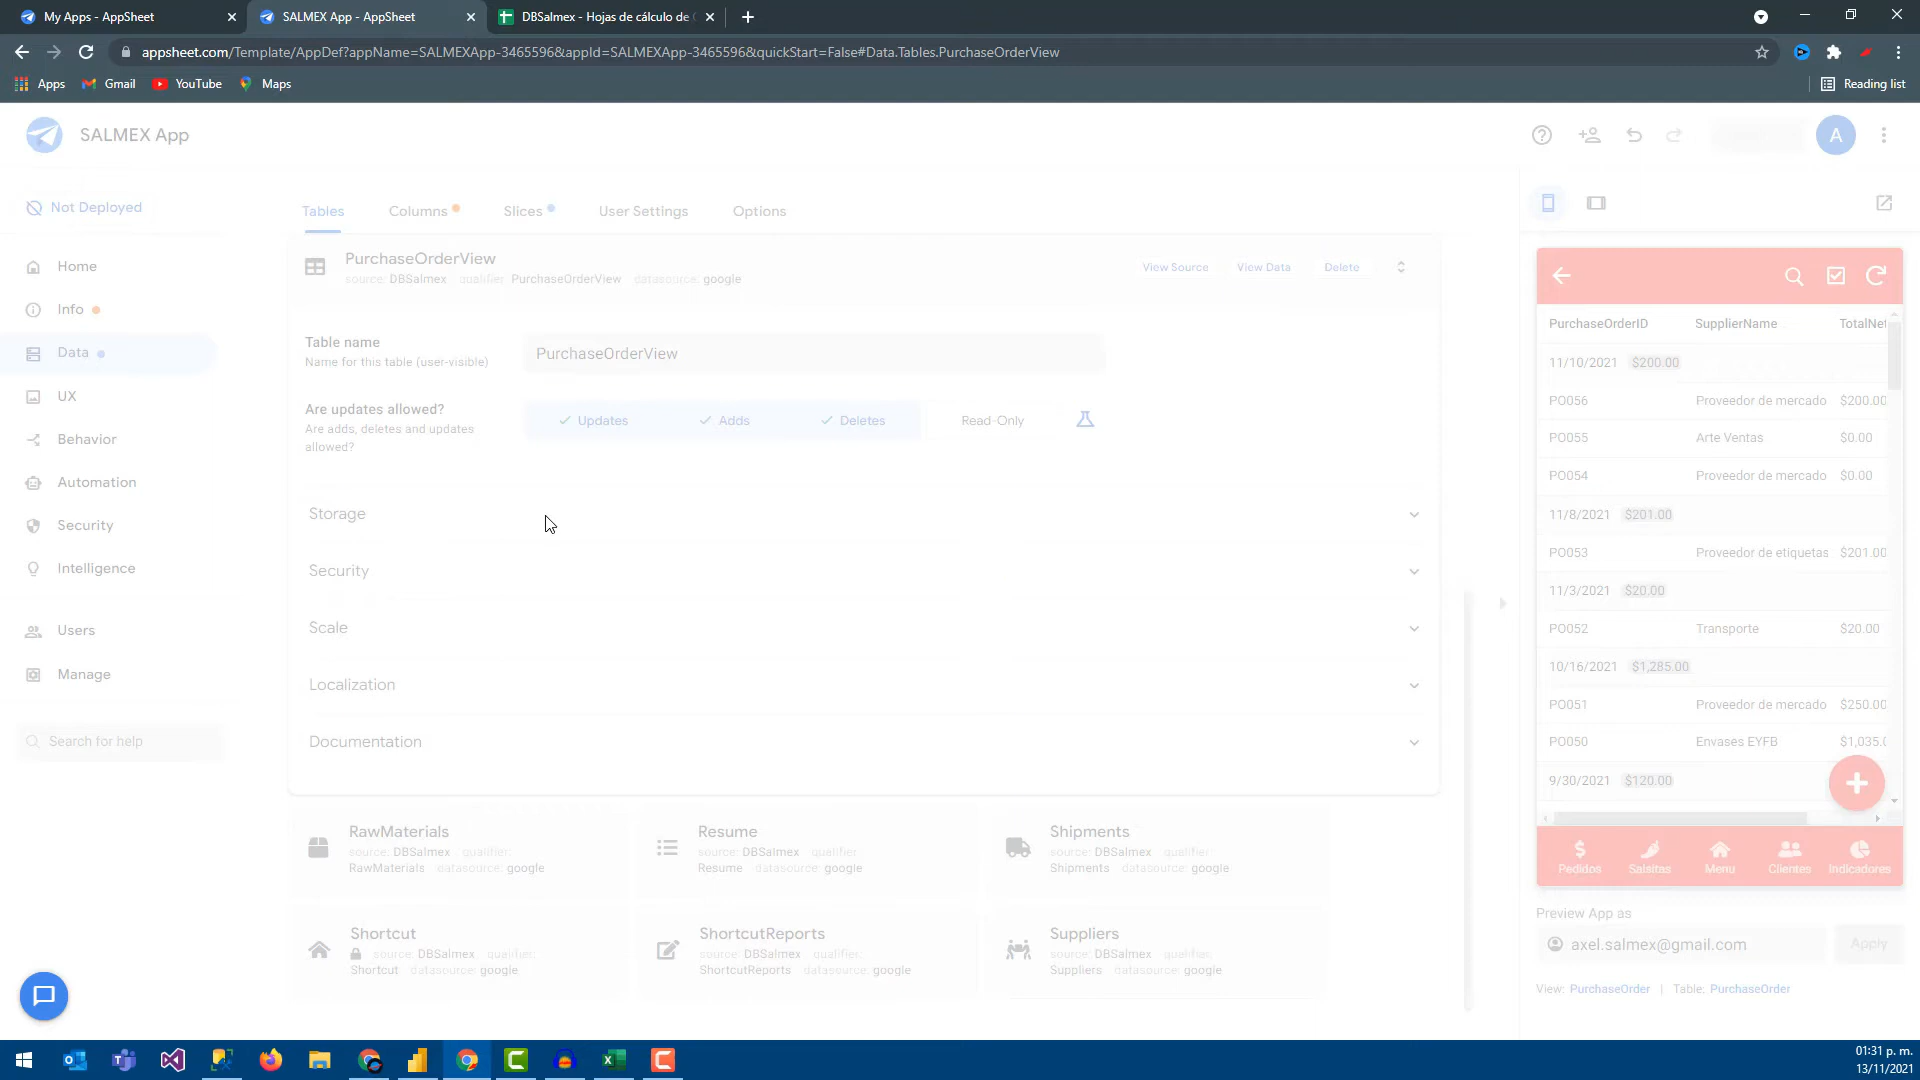 My Apps - AppSheet
SALMEX App - AppSheet
DBSalmex - Hojas de cálculo de
appsheet.com/Template/AppDef?appName=SALMEXApp-3465596&appId=SALMEXApp-3465596&quickStart=False#Data.Tables.PurchaseOrderView
Apps
Gmail
YouTube
Maps
Reading list
SALMEX App
A
Not Deployed
Home
Info
Data
UX
Behavior
Automation
Security
Intelligence
Users
Manage
Search for help
Tables
Columns
Slices
User Settings
Options
PurchaseOrderView
source: DBSalmex qualifier: PurchaseOrderView datasource: google
View Source
View Data
Delete
Table name
Name for this table (user-visible)
PurchaseOrderView
Are updates allowed?
Are adds, deletes and updates
allowed?
Updates
Adds
Deletes
Read-Only
Storage
Security
Scale
Localization
Documentation
RawMaterials
source: DBSalmex qualifier:
RawMaterials datasource: google
Resume
source: DBSalmex qualifier:
Resume datasource: google
Shipments
source: DBSalmex qualifier:
Shipments datasource: google
Shortcut
source: DBSalmex qualifier:
Shortcut datasource: google
ShortcutReports
source: DBSalmex qualifier:
ShortcutReports datasource: google
Suppliers
source: DBSalmex qualifier:
Suppliers datasource: google
PurchaseOrderID SupplierName TotalNet
11/10/2021 $200.00
PO056 Proveedor de mercado $200.00
PO055 Arte Ventas $0.00
PO054 Proveedor de mercado $0.00
11/8/2021 $201.00
PO053 Proveedor de etiquetas $201.00
11/3/2021 $20.00
PO052 Transporte $20.00
10/16/2021 $1,285.00
PO051 Proveedor de mercado $250.00
PO050 Envases EYFB $1,035.0
9/30/2021 $120.00
Pedidos
Salsitas
Menu
Clientes
Indicadores
Preview App as
axel.salmex@gmail.com
Apply
View: PurchaseOrder | Table: PurchaseOrder
01:31 p. m.
13/11/2021